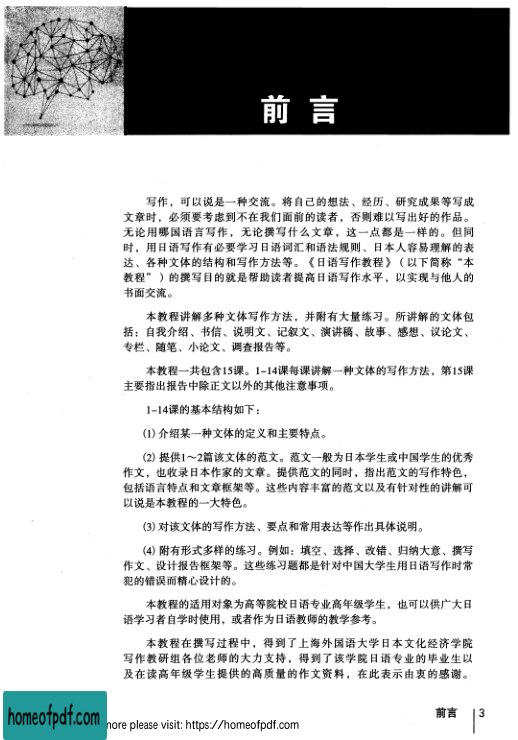 前 言
写作，可以说是一种交流。将自己的想法、经历、研究成果等写成
文章时，必须要考虑到不在我们面前的读者，否则难以写出好的作品。
无论用哪国语言写作，无论撰写什么文章，这一点都是一样的。但同
时，用日语写作有必要学习日语词汇和语法规则、日本人容易理解的表
达、各种文体的结构和写作方法等。《日语写作教程》（以下简称“本
教程”）的撰写目的就是帮助读者提高日语写作水平，以实现与他人的
书面交流。
本教程讲解多种文体写作方法，并附有大量练习。所讲解的文体包
括：自我介绍、书信、说明文、记叙文、演讲稿、故事、感想、议论文、
专栏、随笔、小论文、调查报告等。
本教程一共包含15课。1-14课每课讲解一种文体的写作方法，第15课
主要指出报告中除正文以外的其他注意事项。
1-14课的基本结构如下：
(1) 介绍某一种文体的定义和主要特点。
(2) 提供1～2篇该文体的范文。范文一般为日本学生或中国学生的优秀
作文，也收录日本作家的文章。提供范文的同时，指出范文的写作特色，
包括语言特点和文章框架等。这些内容丰富的范文以及有针对性的讲解可
以说是本教程的一大特色。
(3) 对该文体的写作方法、要点和常用表达等作出具体说明。
(4) 附有形式多样的练习。例如：填空、选择、改错、归纳大意、撰写
作文、设计报告框架等。这些练习题都是针对中国大学生用日语写作时常
犯的错误而精心设计的。
本教程的适用对象为高等院校日语专业高年级学生，也可以供广大日
语学习者自学时使用，或者作为日语教师的教学参考。
本教程在撰写过程中，得到了上海外国语大学日本文化经济学院
写作教研组各位老师的大力支持，得到了该学院日语专业的毕业生以
及在读高年级学生提供的高质量的作文资料，在此表示由衷的感谢。
前言 3
homeofpdf.com
more please visit: https://homeofpdf.com